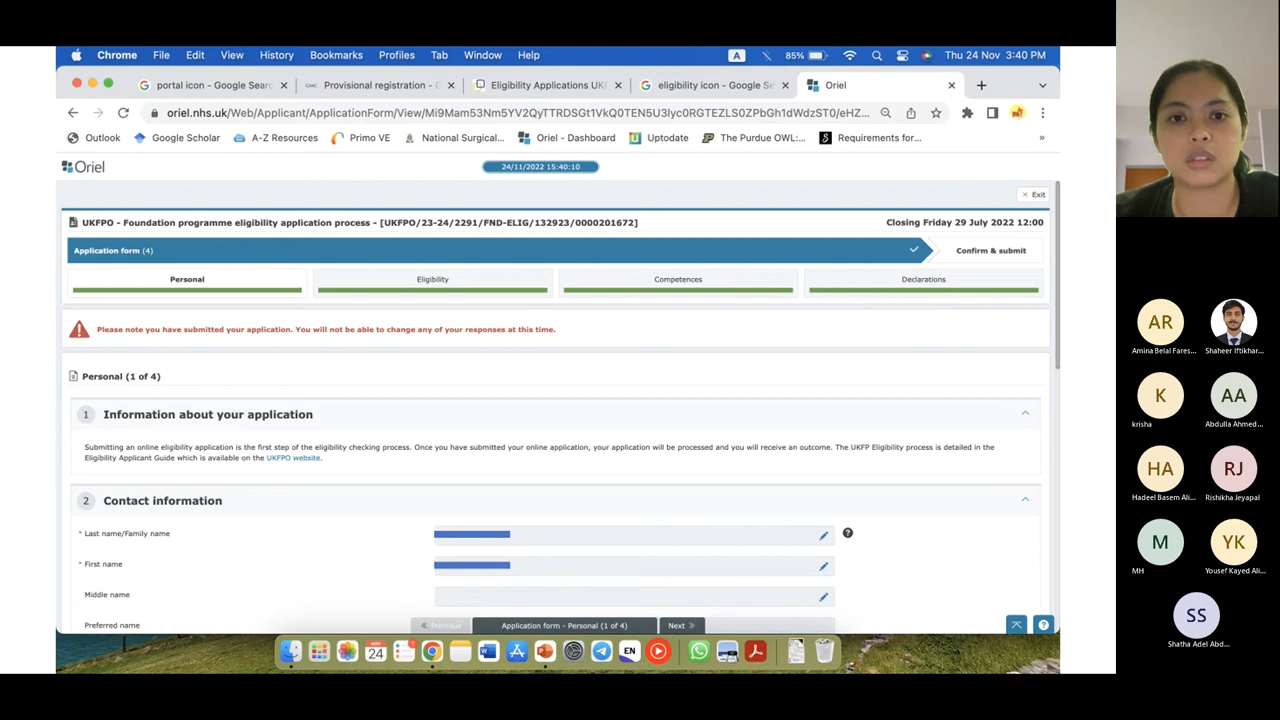 Chrome File Edit View History Bookmarks Profiles Tab Window Help A 85% Thu 24 Nov 3:40 PM
portal icon - Google Searc Provisional registration - Eligibility Applications UK eligibility icon - Google Se Oriel
oriel.nhs.uk
Outlook Google Scholar A-Z Resources Primo VE National Surgical... Oriel - Dashboard Uptodate The Purdue OWL:... Requirements for... »
Oriel
24/11/2022 15:40:10
Exit
UKFPO - Foundation programme eligibility application process - [UKFPO/23-24/2291/FND-ELIG/132923/0000201672] Closing Friday 29 July 2022 12:00
Application form (4) Confirm & submit
Personal Eligibility Competences Declarations
Please note you have submitted your application. You will not be able to change any of your responses at this time.
Personal (1 of 4)
1 Information about your application
Submitting an online eligibility application is the first step of the eligibility checking process. Once you have submitted your online application, your application will be processed and you will receive an outcome. The UKFP Eligibility process is detailed in the
Eligibility Applicant Guide which is available on the UKFPO website.
2 Contact information
* Last name/Family name
* First name
Middle name
Preferred name
« Previous Application form - Personal (1 of 4) Next »
NOV
24
EN
AR
Amina Belal Fares... Shaheer Iftikhar...
K AA
krisha Abdulla Ahmed...
HA RJ
Hadeel Basem Ali... Rishikha Jeyapal
M YK
MH Yousef Kayed Ali...
SS
Shatha Adel Abd...